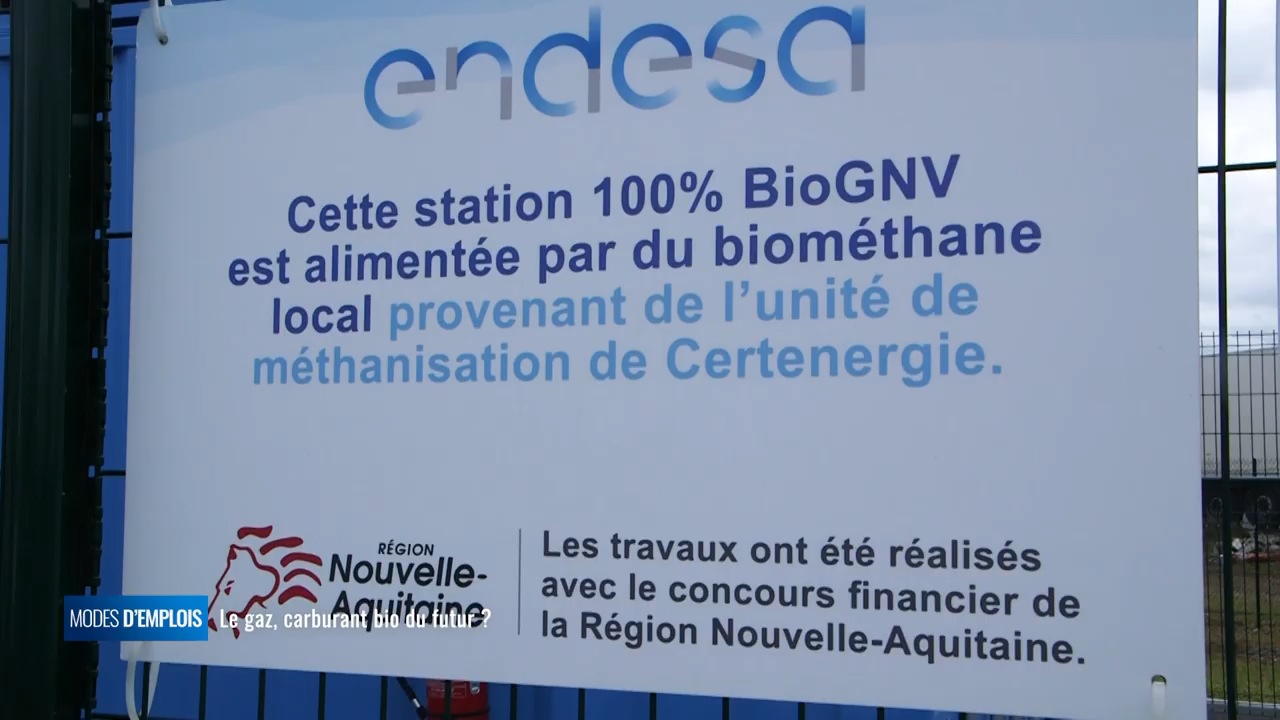 endesa
Cette station 100% BioGNV
est alimentée par du biométhane
local provenant de l'unité de
méthanisation de Certenergie.
RÉGION
Nouvelle-
Aquitaine
Les travaux ont été réalisés
avec le concours financier de
la Région Nouvelle-Aquitaine.
MODES D'EMPLOIS
Le gaz, carburant bio du futur ?